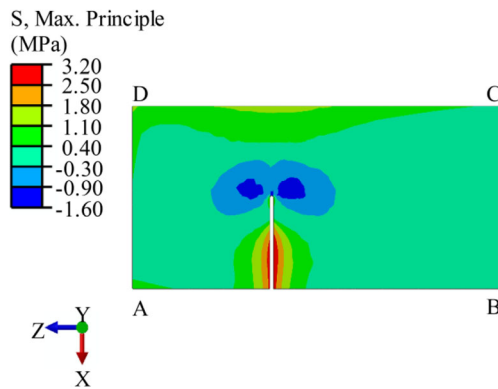 S, Max. Principle
(MPa)
3.20
2.50
1.80
1.10
0.40
-0.30
-0.90
-1.60
D
C
A
B
Y
Z
X